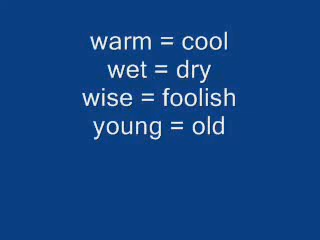 warm = cool
wet = dry
wise = foolish
young = old